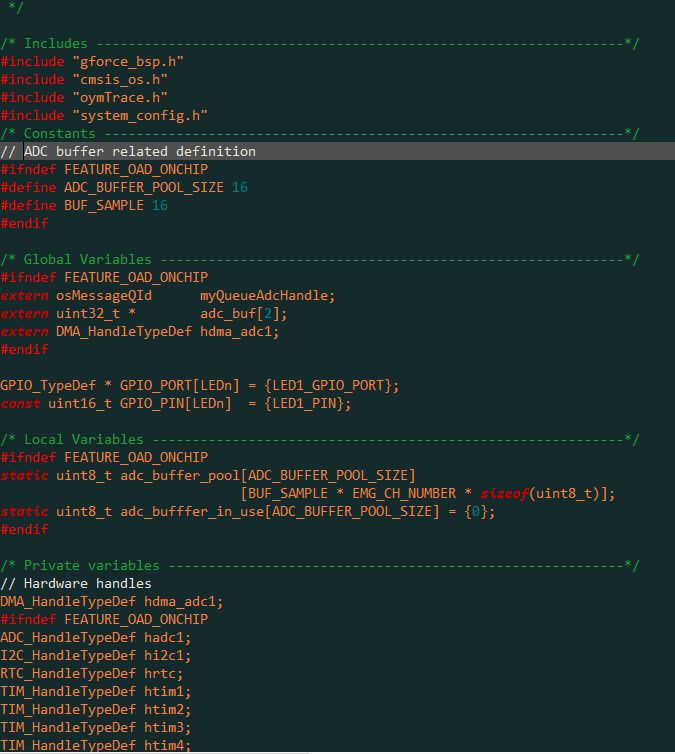 */
/* Includes ------------------------------------------------------------------*/
#include "gforce_bsp.h"
#include "cmsis_os.h"
#include "oymTrace.h"
#include "system_config.h"
/* Constants -----------------------------------------------------------------*/
// ADC buffer related definition
#ifndef FEATURE_OAD_ONCHIP
#define ADC_BUFFER_POOL_SIZE 16
#define BUF_SAMPLE 16
#endif
/* Global Variables ----------------------------------------------------------*/
#ifndef FEATURE_OAD_ONCHIP
extern osMessageQId      myQueueAdcHandle;
extern uint32_t *        adc_buf[2];
extern DMA_HandleTypeDef hdma_adc1;
#endif
GPIO_TypeDef * GPIO_PORT[LEDn] = {LED1_GPIO_PORT};
const uint16_t GPIO_PIN[LEDn]  = {LED1_PIN};
/* Local Variables -----------------------------------------------------------*/
#ifndef FEATURE_OAD_ONCHIP
static uint8_t adc_buffer_pool[ADC_BUFFER_POOL_SIZE]
                              [BUF_SAMPLE * EMG_CH_NUMBER * sizeof(uint8_t)];
static uint8_t adc_bufffer_in_use[ADC_BUFFER_POOL_SIZE] = {0};
#endif
/* Private variables ---------------------------------------------------------*/
// Hardware handles
DMA_HandleTypeDef hdma_adc1;
#ifndef FEATURE_OAD_ONCHIP
ADC_HandleTypeDef hadc1;
I2C_HandleTypeDef hi2c1;
RTC_HandleTypeDef hrtc;
TIM_HandleTypeDef htim1;
TIM_HandleTypeDef htim2;
TIM_HandleTypeDef htim3;
TIM_HandleTypeDef htim4;